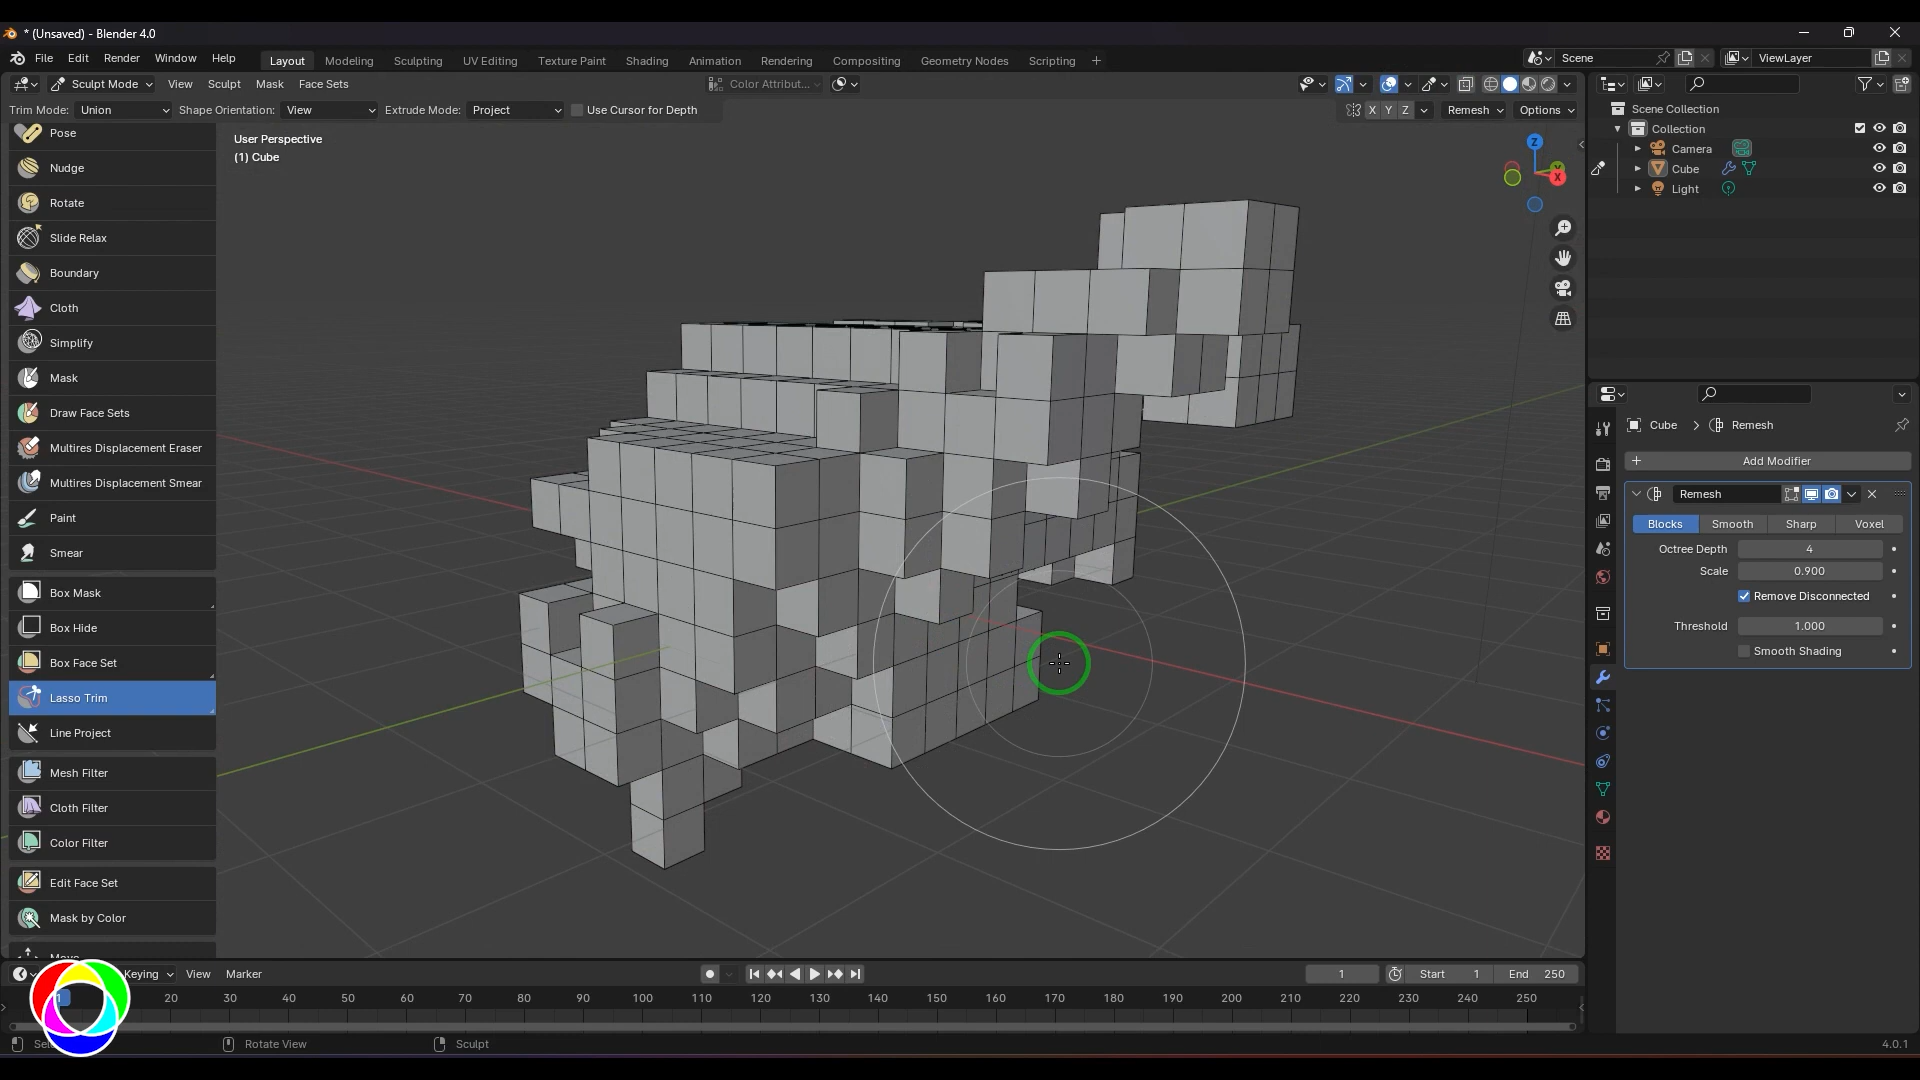 * (Unsaved) - Blender 4.0
File Edit Render Window Help Layout Modeling Sculpting UV Editing Texture Paint Shading Animation Rendering Compositing Geometry Nodes Scripting + Scene ViewLayer
Sculpt Mode View Sculpt Mask Face Sets Color Attribut...
Trim Mode: Union Shape Orientation: View Extrude Mode: Project Use Cursor for Depth X Y Z Remesh Options
User Perspective
(1) Cube
Pose
Nudge
Rotate
Slide Relax
Boundary
Cloth
Simplify
Mask
Draw Face Sets
Multires Displacement Eraser
Multires Displacement Smear
Paint
Smear
Box Mask
Box Hide
Box Face Set
Lasso Trim
Line Project
Mesh Filter
Cloth Filter
Color Filter
Edit Face Set
Mask by Color
Z
X
Scene Collection
Collection
Camera
Cube
Light
Cube > Remesh
+ Add Modifier
Remesh
Blocks Smooth Sharp Voxel
Octree Depth 4
Scale 0.900
Remove Disconnected
Threshold 1.000
Smooth Shading
Keying View Marker 1 Start 1 End 250
1 20 30 40 50 60 70 80 90 100 110 120 130 140 150 160 170 180 190 200 210 220 230 240 250
Rotate View Sculpt 4.0.1